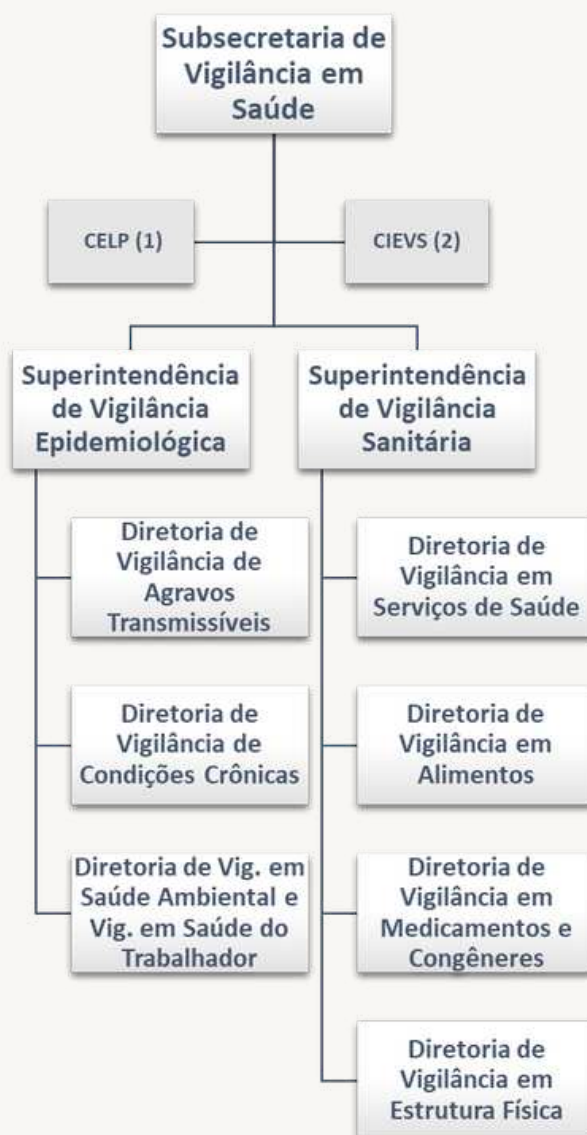 Subsecretaria de
Vigilância em
Saúde
CELP (1)
CIEVS (2)
Superintendência
de Vigilância
Epidemiológica
Superintendência
de Vigilância
Sanitária
Diretoria de
Vigilância de
Agravos
Transmissíveis
Diretoria de
Vigilância em
Serviços de Saúde
Diretoria de
Vigilância de
Condições Crônicas
Diretoria de
Vigilância em
Alimentos
Diretoria de Vig. em
Saúde Ambiental e
Vig. em Saúde do
Trabalhador
Diretoria de
Vigilância em
Medicamentos e
Congêneres
Diretoria de
Vigilância em
Estrutura Física